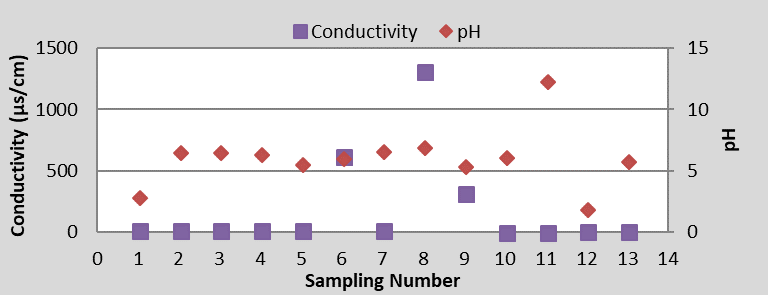 Conductivity pH
1500
1000
500
0
Conductivity (µs/cm)
15
10
5
0
pH
0 1 2 3 4 5 6 7 8 9 10 11 12 13 14
Sampling Number